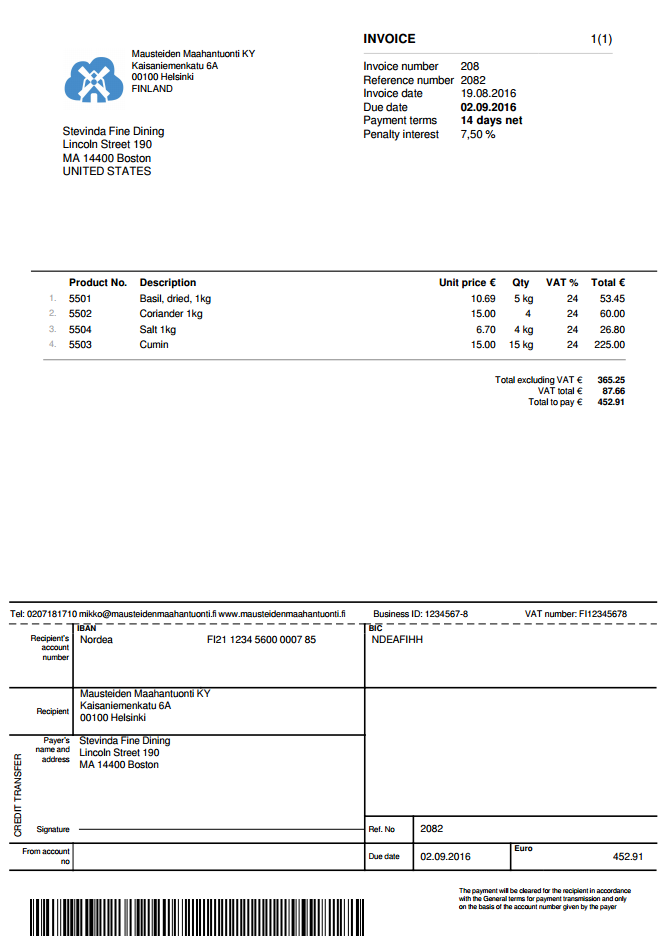 INVOICE 1(1)
Mausteiden Maahantuonti KY
Kaisaniemenkatu 6A
00100 Helsinki
FINLAND
Invoice number 208
Reference number 2082
Invoice date 19.08.2016
Due date 02.09.2016
Payment terms 14 days net
Penalty interest 7,50 %
Stevinda Fine Dining
Lincoln Street 190
MA 14400 Boston
UNITED STATES
Product No. Description Unit price € Qty VAT % Total €
1. 5501 Basil, dried, 1kg 10.69 5 kg 24 53.45
2. 5502 Coriander 1kg 15.00 4 24 60.00
3. 5504 Salt 1kg 6.70 4 kg 24 26.80
4. 5503 Cumin 15.00 15 kg 24 225.00
Total excluding VAT € 365.25
VAT total € 87.66
Total to pay € 452.91
Tel: 0207181710 mikko@mausteidenmaahantuonti.fi www.mausteidenmaahantuonti.fi Business ID: 1234567-8 VAT number: FI12345678
IBAN BIC
Recipient's account number
Nordea FI21 1234 5600 0007 85 NDEAFIHH
Recipient
Mausteiden Maahantuonti KY
Kaisaniemenkatu 6A
00100 Helsinki
Payer's name and address
Stevinda Fine Dining
Lincoln Street 190
MA 14400 Boston
CREDIT TRANSFER
Signature
Ref. No 2082
From account no
Due date 02.09.2016 Euro 452.91
The payment will be cleared for the recipient in accordance
with the General terms for payment transmission and only
on the basis of the account number given by the payer